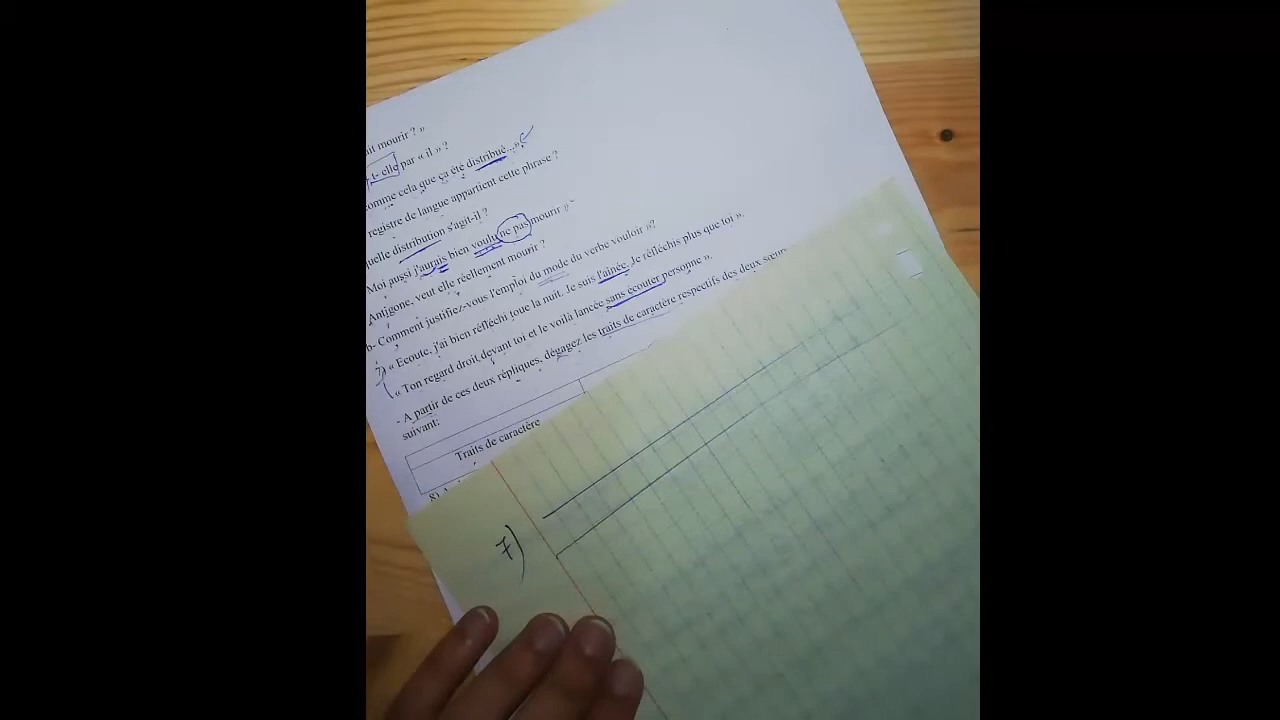 ait mourir ? »
t- elle par « il » ?
comme cela que ça été distribué...».
registre de langue appartient cette phrase ?
quelle distribution s'agit-il ?
Moi aussi j'aurais bien voulu ne pas mourir »
Antigone, veut elle réellement mourir ?
b- Comment justifiez-vous l'emploi du mode du verbe vouloir »?
7) « Ecoute, j'ai bien réfléchi toue la nuit. Je suis l'aînée. Je réfléchis plus que toi ».
« Ton regard droit devant toi et le voilà lancée sans écouter personne ».
- A partir de ces deux répliques, dégagez les traits de caractère respectifs des deux sœurs
suivant:
Traits de caractère
8)
7)